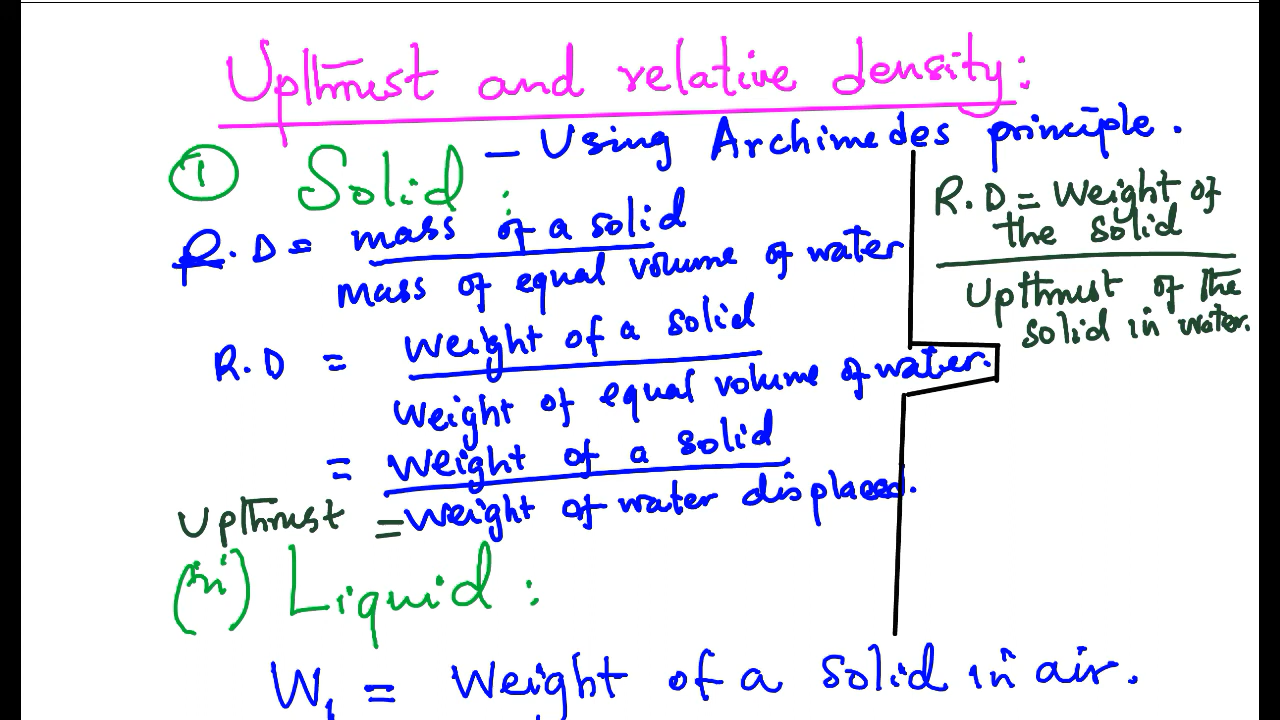 Upthrust and relative density:
– Using Archimedes principle.
① Solid :
R.D = mass of a solid
mass of equal volume of water
R.D = Weight of a solid
Weight of equal volume of water.
= Weight of a solid
Upthrust = Weight of water displaced.
R.D = Weight of
the solid
Upthrust of the
solid in water.
(ii) Liquid :
W₁ = Weight of a solid in air.